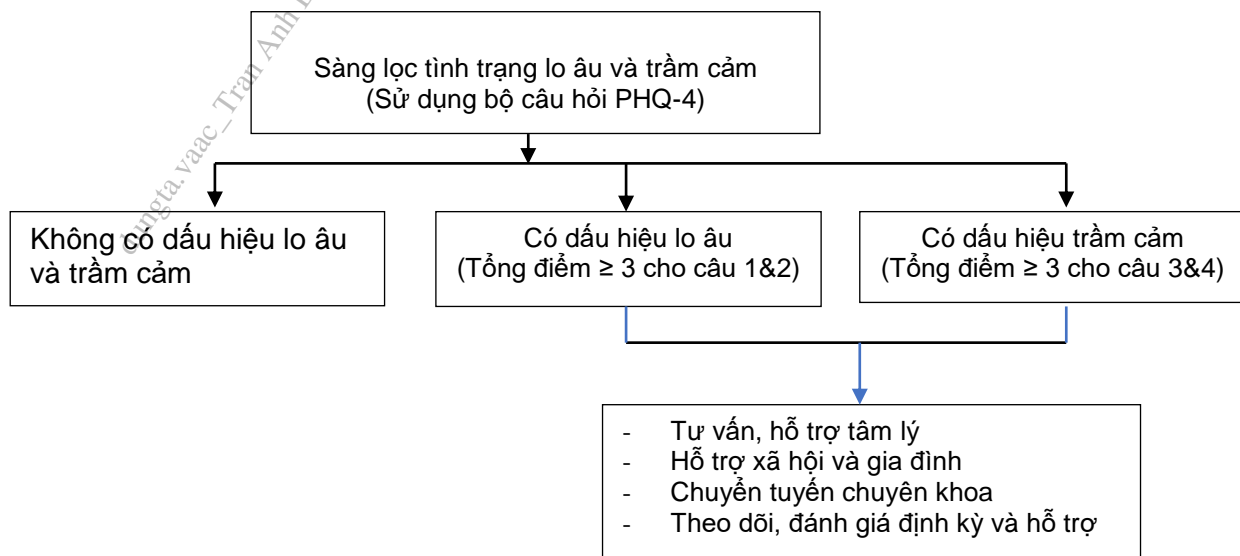 dungta.vaac_Tran Anh
Sàng lọc tình trạng lo âu và trầm cảm
(Sử dụng bộ câu hỏi PHQ-4)
Không có dấu hiệu lo âu
và trầm cảm
Có dấu hiệu lo âu
(Tổng điểm ≥ 3 cho câu 1&2)
Có dấu hiệu trầm cảm
(Tổng điểm ≥ 3 cho câu 3&4)
- Tư vấn, hỗ trợ tâm lý
- Hỗ trợ xã hội và gia đình
- Chuyển tuyến chuyên khoa
- Theo dõi, đánh giá định kỳ và hỗ trợ